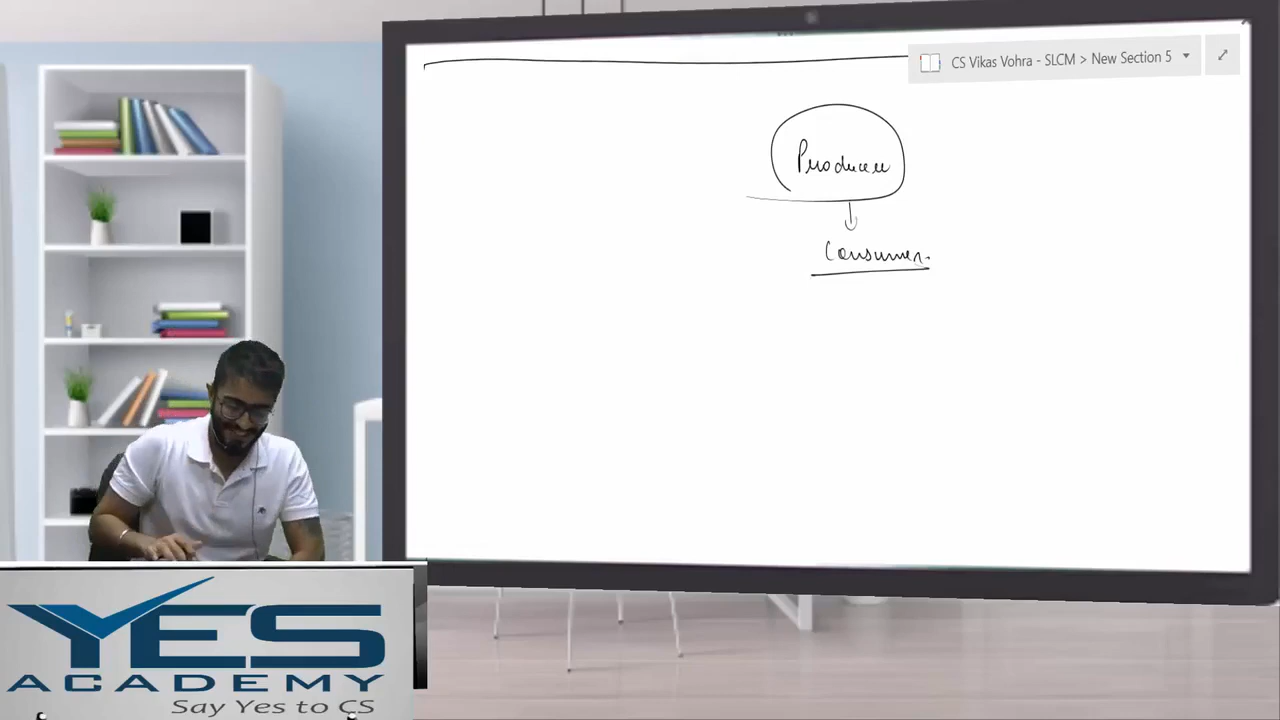 CS Vikas Vohra - SLCM > New Section 5
Producer
Consumer.
YES
ACADEMY
Say Yes to CS